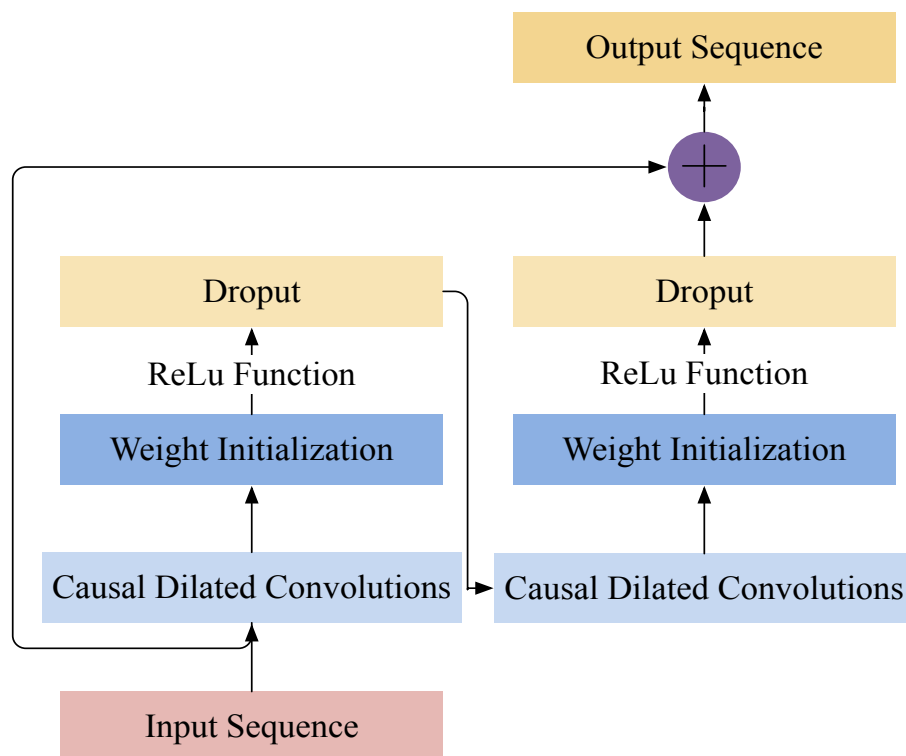 Output Sequence
Droput
Droput
ReLu Function
ReLu Function
Weight Initialization
Weight Initialization
Causal Dilated Convolutions
Causal Dilated Convolutions
Input Sequence